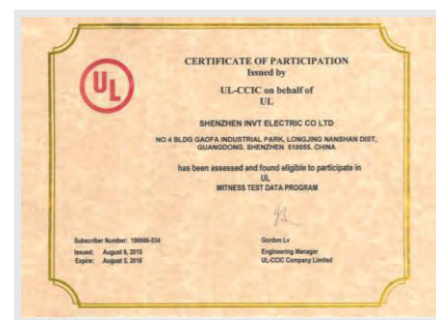 UL
CERTIFICATE OF PARTICIPATION
Issued by
UL-CCIC on behalf of
UL
SHENZHEN INVT ELECTRIC CO LTD
NO 4 BLDG GAOFA INDUSTRIAL PARK, LONGJING NANSHAN DIST,
GUANGDONG. SHENZHEN 518055. CHINA
has been assessed and found eligible to participate in
UL
WITNESS TEST DATA PROGRAM
Subscriber Number: 100606-534
Issued: August 6, 2015
Expire: August 5, 2016
Gordon Lv
Engineering Manager
UL-CCIC Company Limited